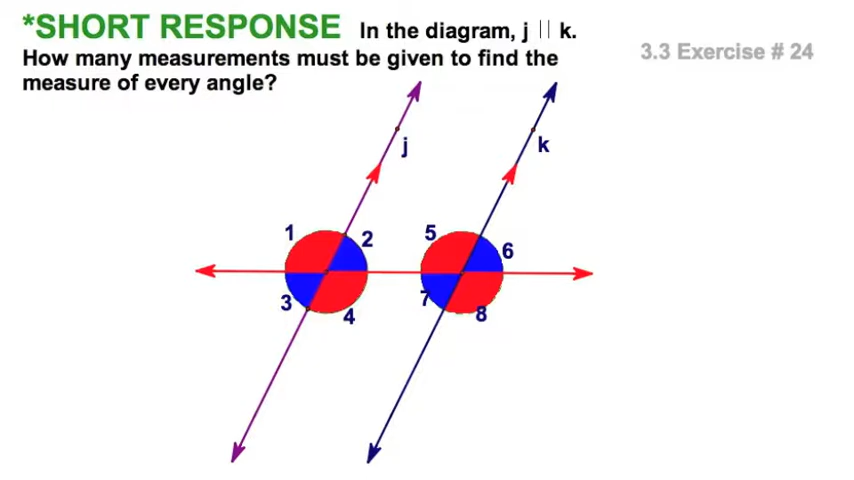 *SHORT RESPONSE In the diagram, j || k.
How many measurements must be given to find the
measure of every angle?
3.3 Exercise # 24
j
k
1
2
5
6
3
4
7
8